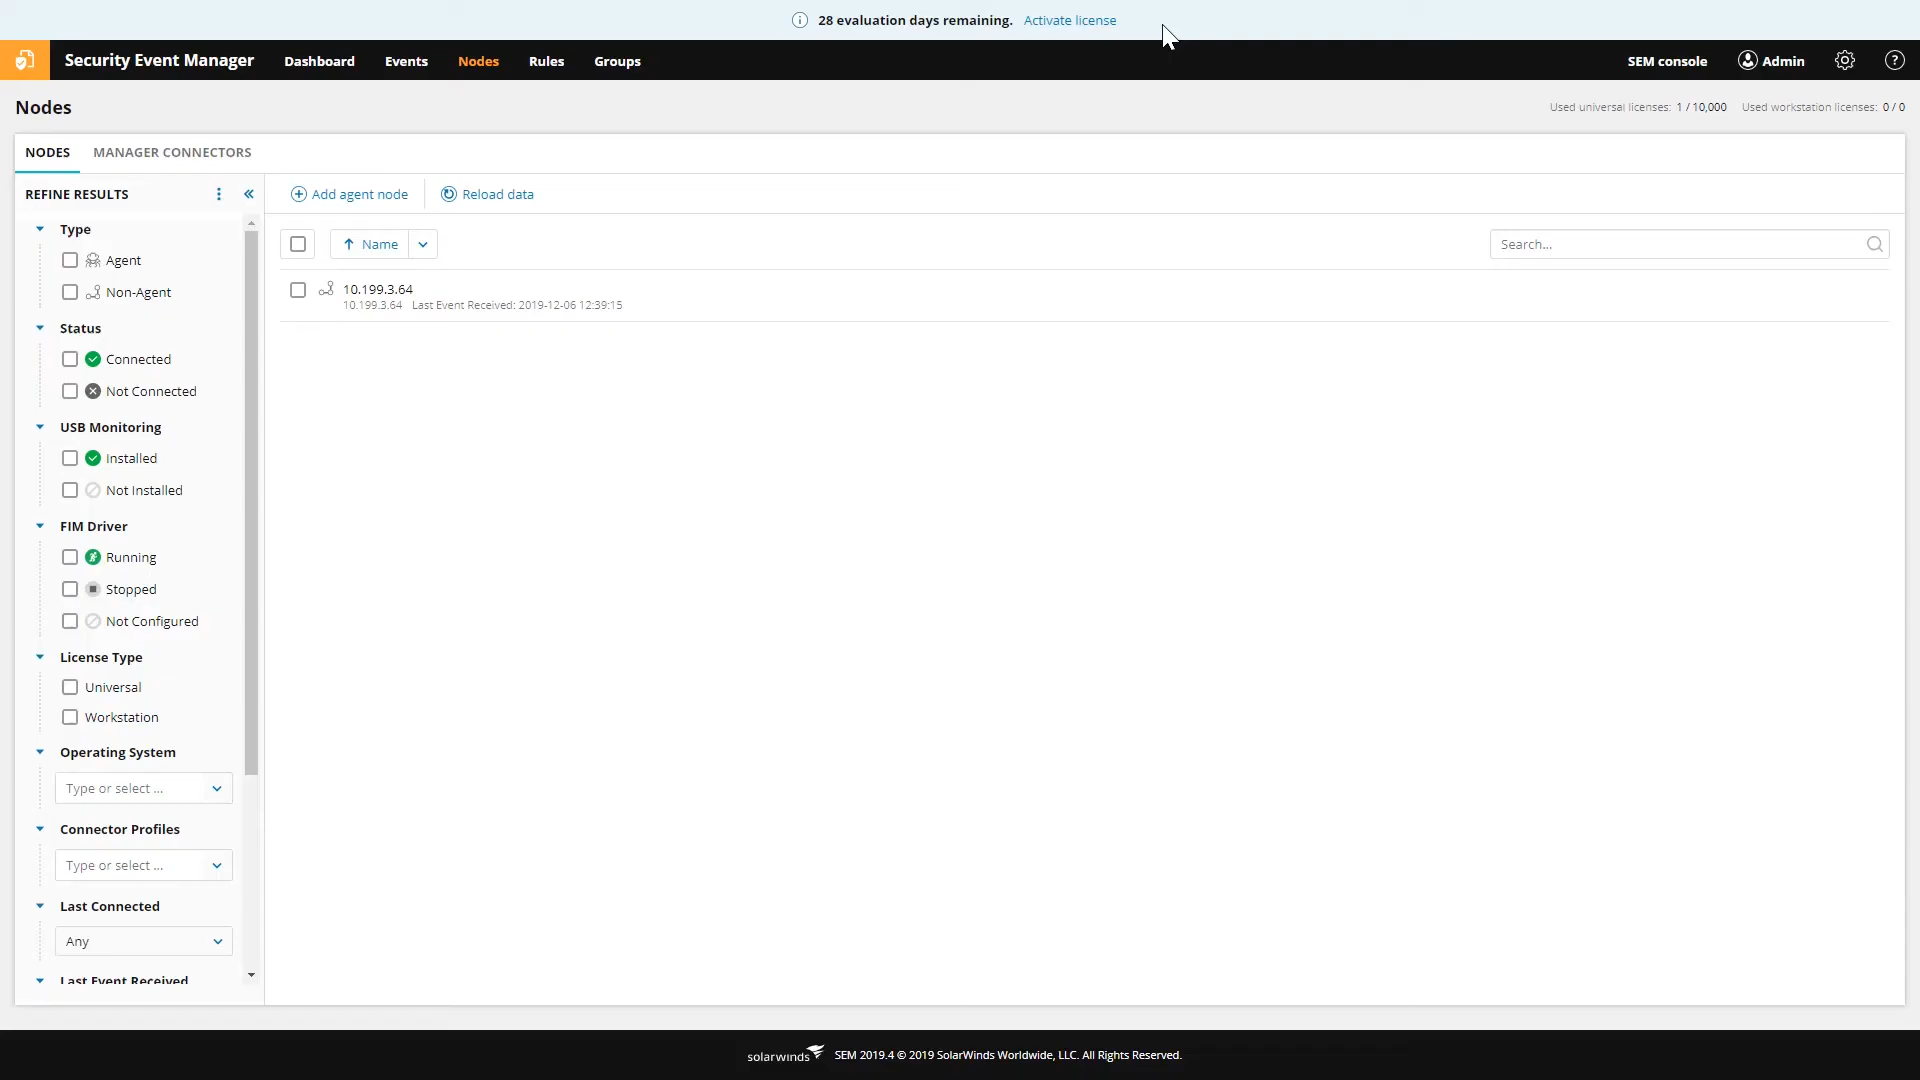 28 evaluation days remaining. Activate license
Security Event Manager Dashboard Events Nodes Rules Groups SEM console Admin
Nodes
Used universal licenses: 1 / 10,000 Used workstation licenses: 0 / 0
NODES MANAGER CONNECTORS
REFINE RESULTS
Add agent node Reload data
Type
Agent
Non-Agent
Status
Connected
Not Connected
USB Monitoring
Installed
Not Installed
FIM Driver
Running
Stopped
Not Configured
License Type
Universal
Workstation
Operating System
Type or select ...
Connector Profiles
Type or select ...
Last Connected
Any
Last Event Received
Name
Search...
10.199.3.64
10.199.3.64 Last Event Received: 2019-12-06 12:39:15
solarwinds SEM 2019.4 © 2019 SolarWinds Worldwide, LLC. All Rights Reserved.